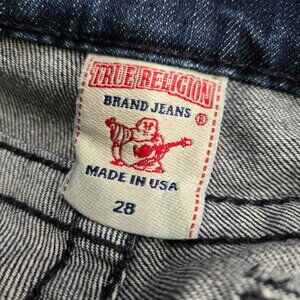 TRUE RELIGION
BRAND JEANS ®
MADE IN USA
28